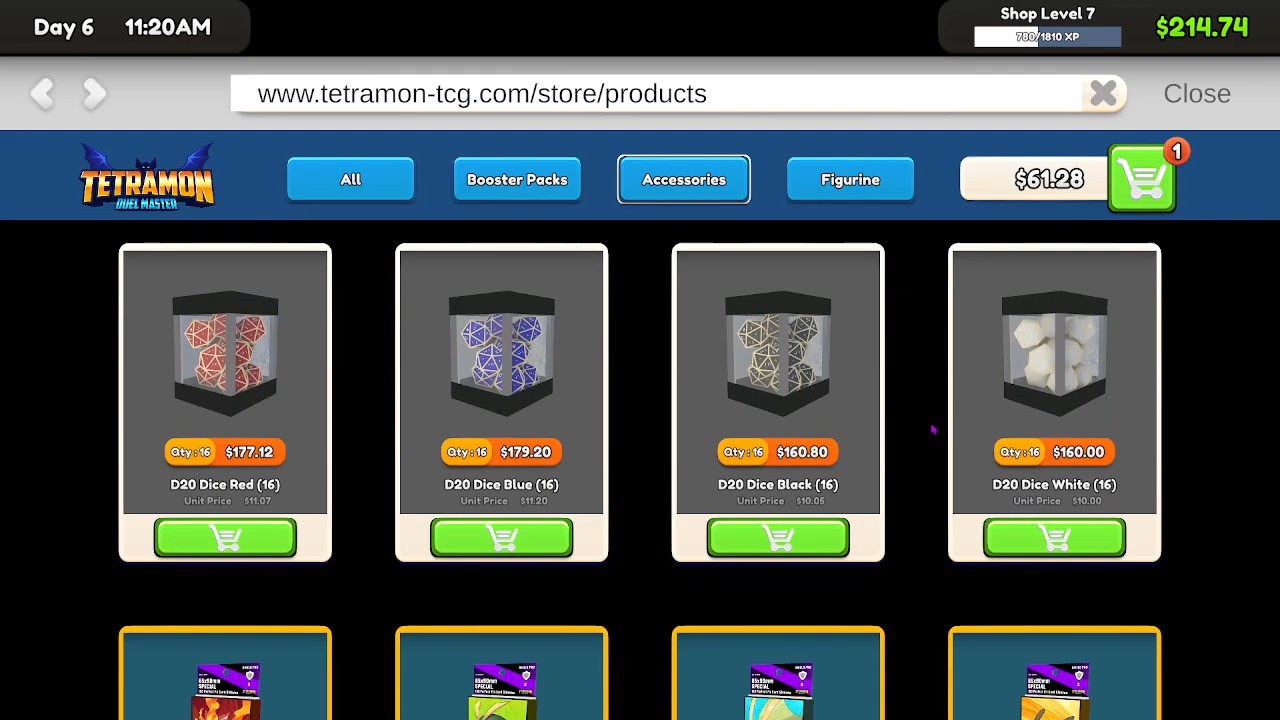 Day 6 11:20AM
Shop Level 7
780/1810 XP
$214.74
www.tetramon-tcg.com/store/products
Close
TETRAMON
DUEL MASTER
All
Booster Packs
Accessories
Figurine
$61.28
1
Qty : 16 $177.12
D20 Dice Red (16)
Unit Price $11.07
Qty : 16 $179.20
D20 Dice Blue (16)
Unit Price $11.20
Qty : 16 $160.80
D20 Dice Black (16)
Unit Price $10.05
Qty : 16 $160.00
D20 Dice White (16)
Unit Price $10.00
SPECIAL
SPECIAL
SPECIAL
SPECIAL